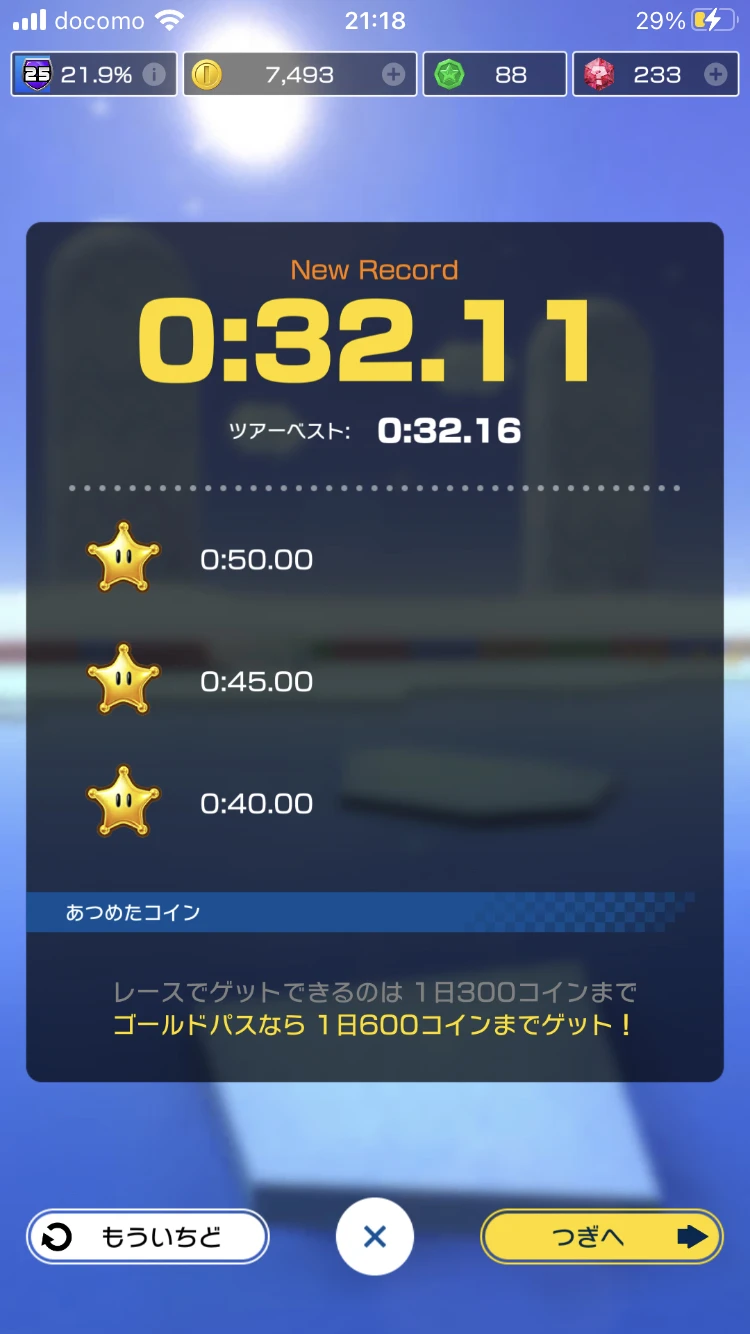 docomo 21:18 29%
25 21.9% i 7,493 + 88 ? 233 +
New Record
0:32.11
ツアーベスト: 0:32.16
0:50.00
0:45.00
0:40.00
あつめたコイン
レースでゲットできるのは 1日300コインまで
ゴールドパスなら 1日600コインまでゲット!
もういちど × つぎへ